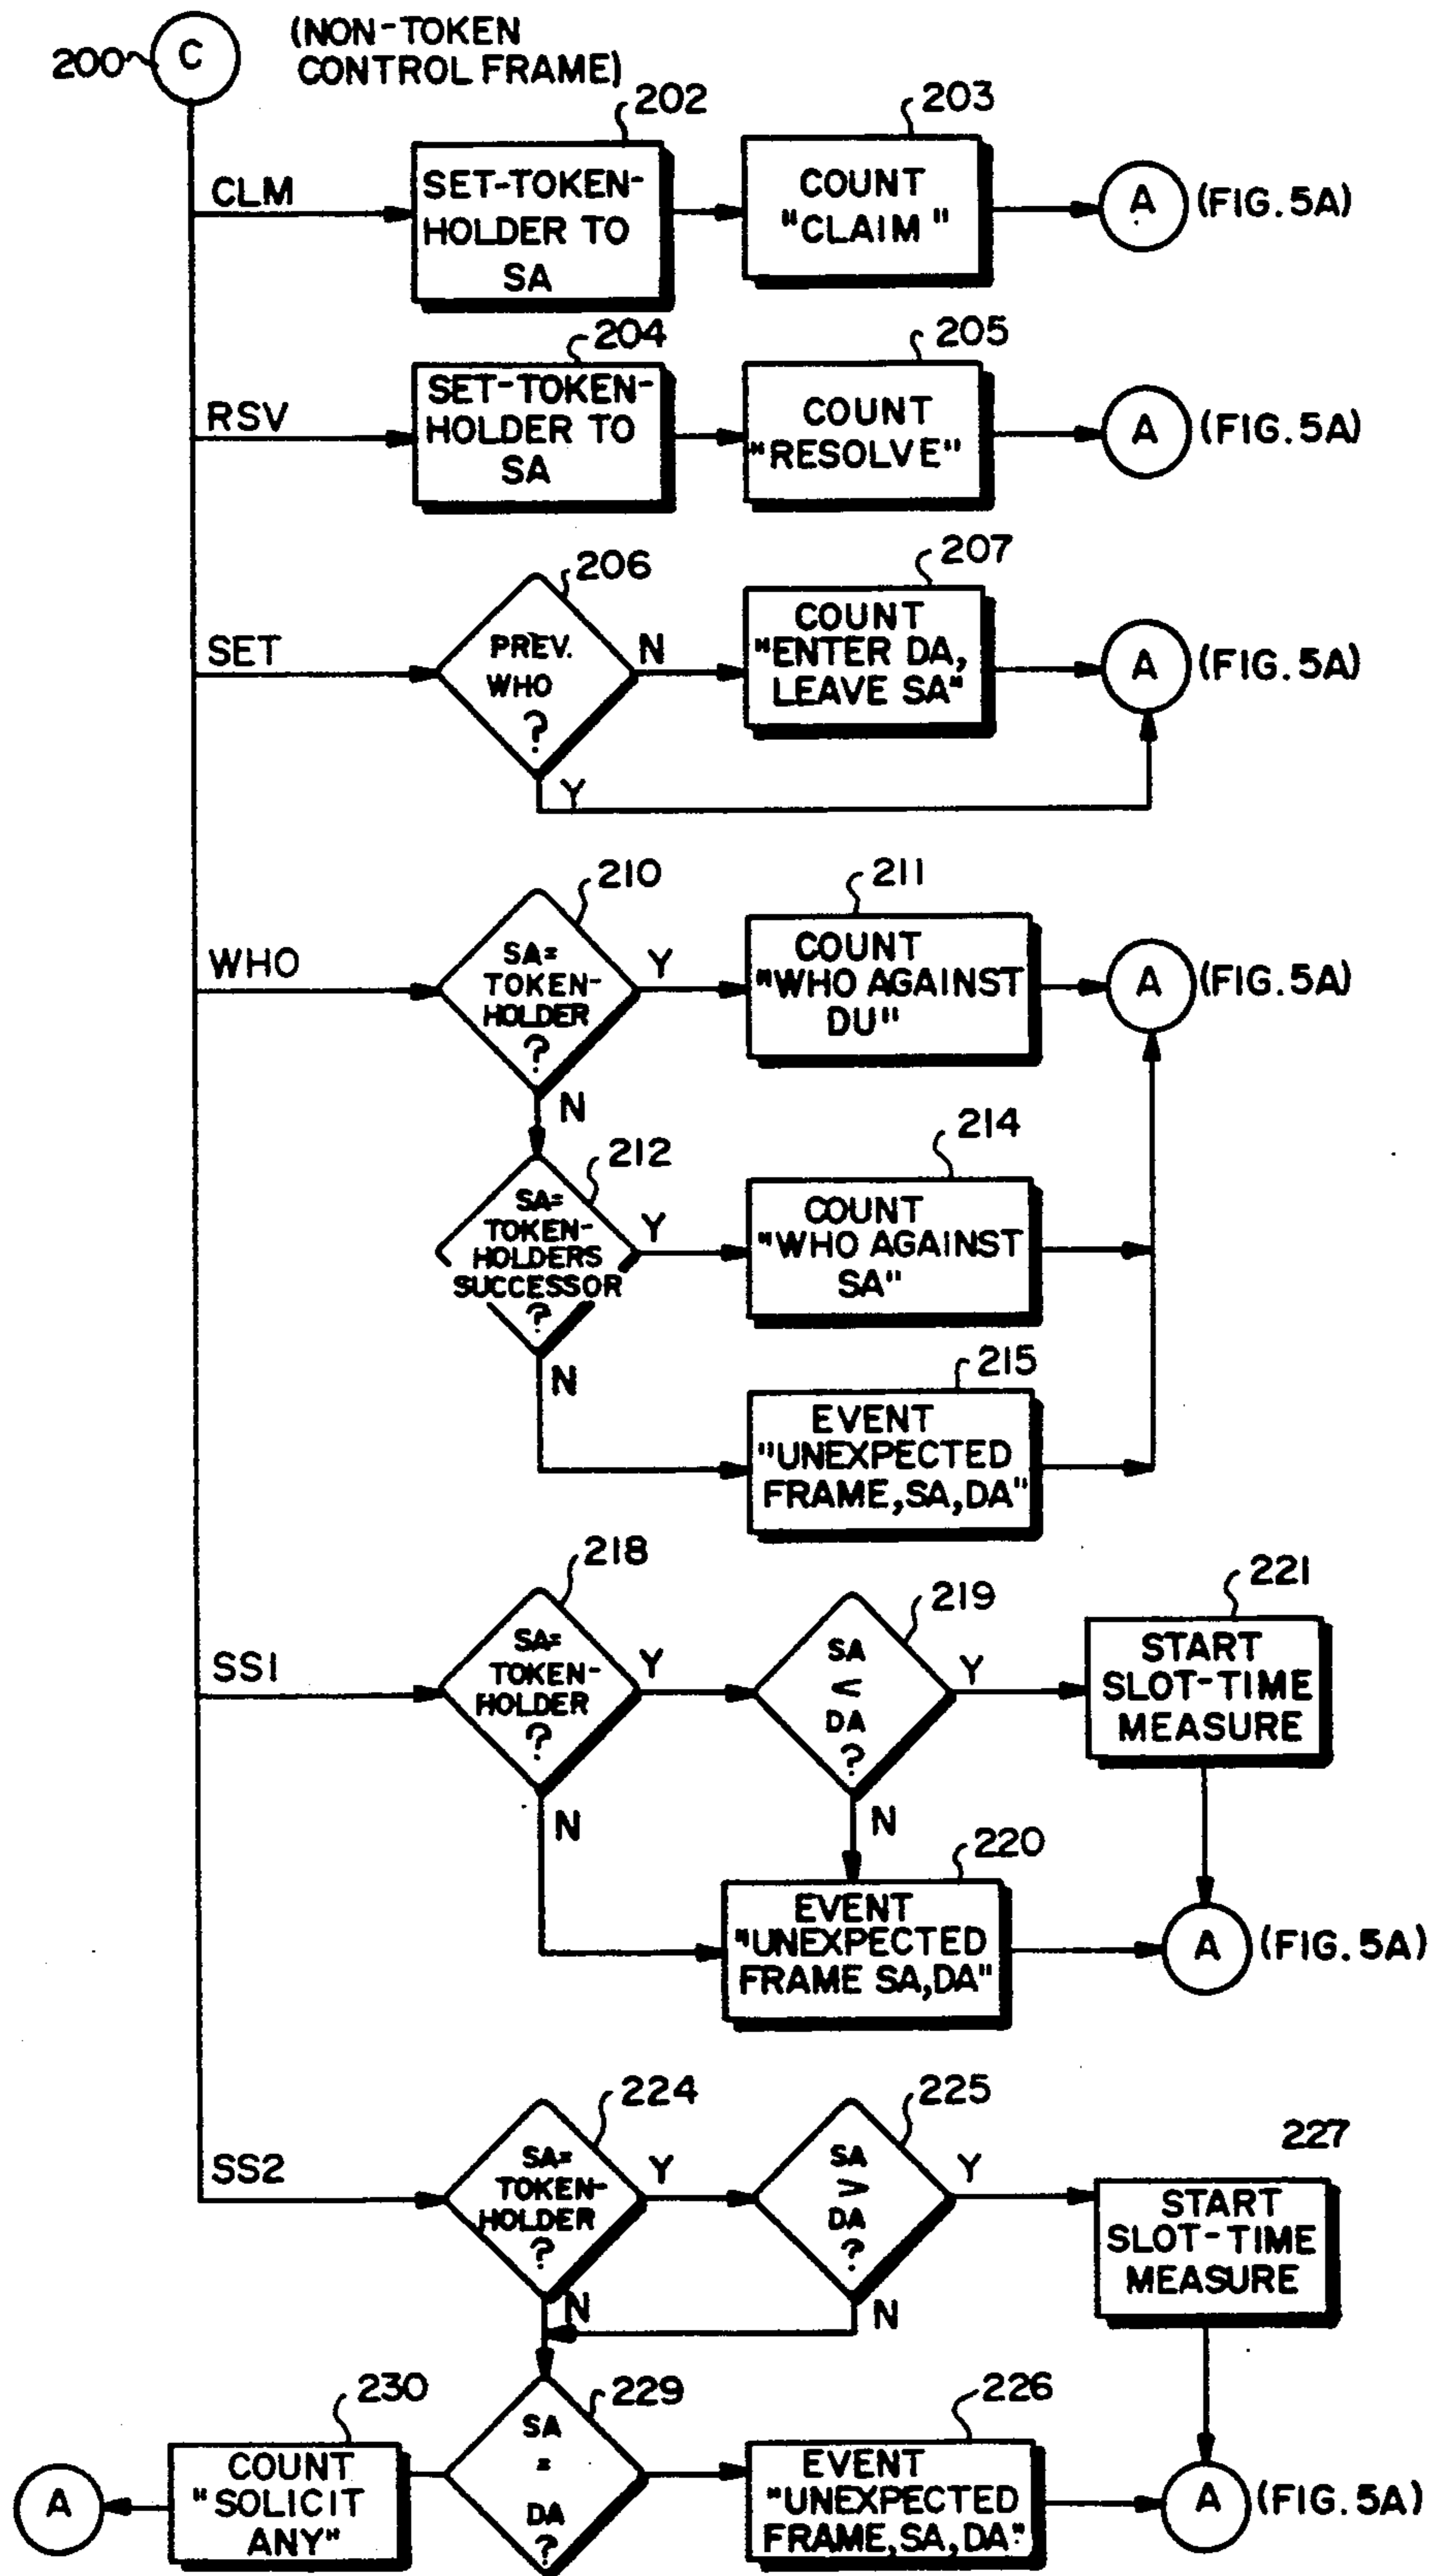 200
C
(NON-TOKEN
CONTROL FRAME)
CLM
202
SET-TOKEN-
HOLDER TO
SA
203
COUNT
"CLAIM"
A
(FIG. 5A)
RSV
204
SET-TOKEN-
HOLDER TO
SA
205
COUNT
"RESOLVE"
A
(FIG. 5A)
SET
206
PREV.
WHO
?
N
Y
207
COUNT
"ENTER DA,
LEAVE SA"
A
(FIG. 5A)
WHO
210
SA=
TOKEN-
HOLDER
?
Y
N
211
COUNT
"WHO AGAINST
DU"
A
(FIG. 5A)
212
SA=
TOKEN-
HOLDERS
SUCCESSOR
?
Y
N
214
COUNT
"WHO AGAINST
SA"
215
EVENT
"UNEXPECTED
FRAME,SA,DA"
SS1
218
SA=
TOKEN-
HOLDER
?
Y
N
219
SA
<
DA
?
Y
N
221
START
SLOT-TIME
MEASURE
220
EVENT
"UNEXPECTED
FRAME SA,DA"
A
(FIG. 5A)
SS2
224
SA=
TOKEN-
HOLDER
?
Y
N
225
SA
>
DA
?
Y
N
227
START
SLOT-TIME
MEASURE
A
230
COUNT
"SOLICIT
ANY"
229
SA
=
DA
?
226
EVENT
"UNEXPECTED
FRAME,SA,DA"
A
(FIG. 5A)